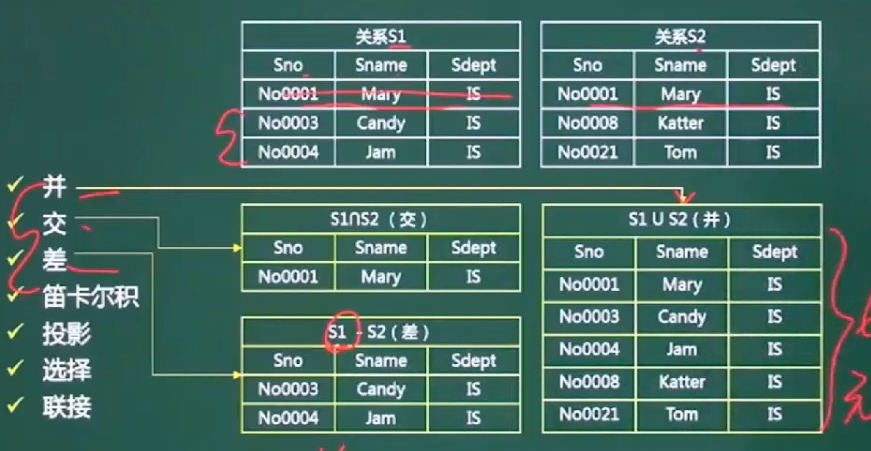 关系S1
Sno Sname Sdept
No0001 Mary IS
No0003 Candy IS
No0004 Jam IS
关系S2
Sno Sname Sdept
No0001 Mary IS
No0008 Katter IS
No0021 Tom IS
并
交
差
笛卡尔积
投影
选择
联接
S1∩S2（交）
Sno Sname Sdept
No0001 Mary IS
S1 - S2（差）
Sno Sname Sdept
No0003 Candy IS
No0004 Jam IS
S1 U S2（并）
Sno Sname Sdept
No0001 Mary IS
No0003 Candy IS
No0004 Jam IS
No0008 Katter IS
No0021 Tom IS
元